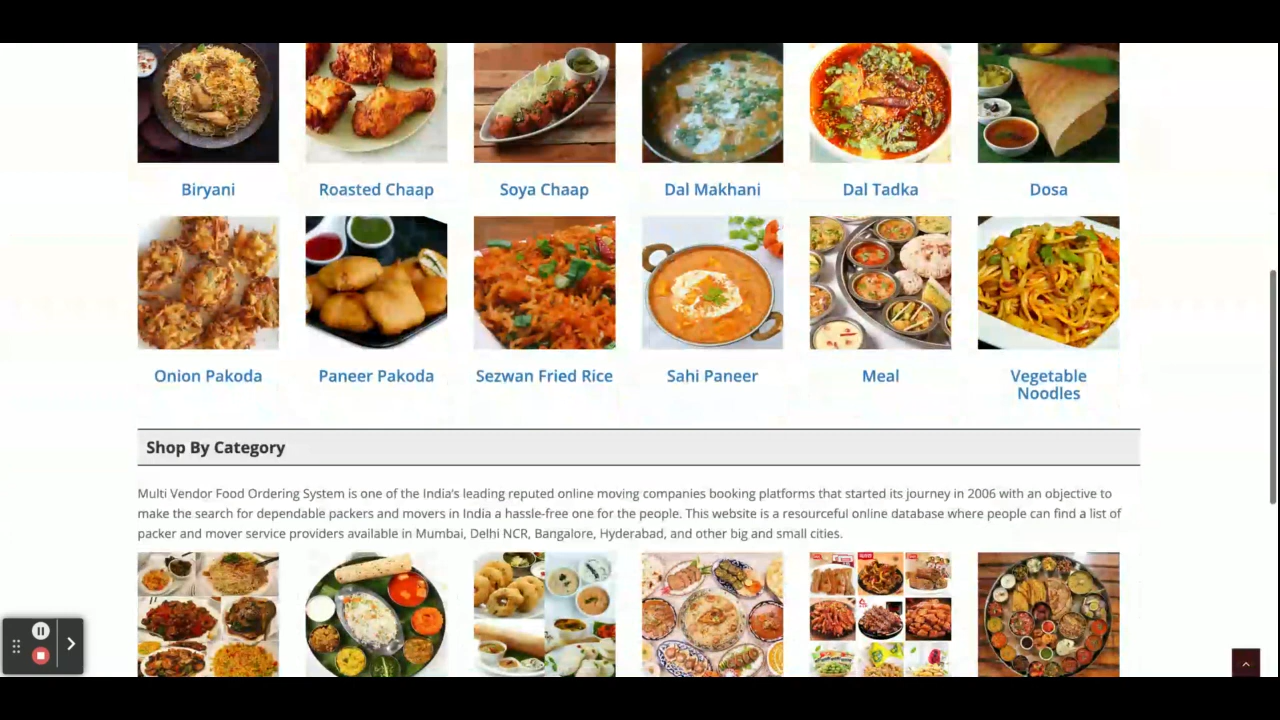 Biryani
Roasted Chaap
Soya Chaap
Dal Makhani
Dal Tadka
Dosa
Onion Pakoda
Paneer Pakoda
Sezwan Fried Rice
Sahi Paneer
Meal
Vegetable
Noodles
Shop By Category
Multi Vendor Food Ordering System is one of the India's leading reputed online moving companies booking platforms that started its journey in 2006 with an objective to
make the search for dependable packers and movers in India a hassle-free one for the people. This website is a resourceful online database where people can find a list of
packer and mover service providers available in Mumbai, Delhi NCR, Bangalore, Hyderabad, and other big and small cities.